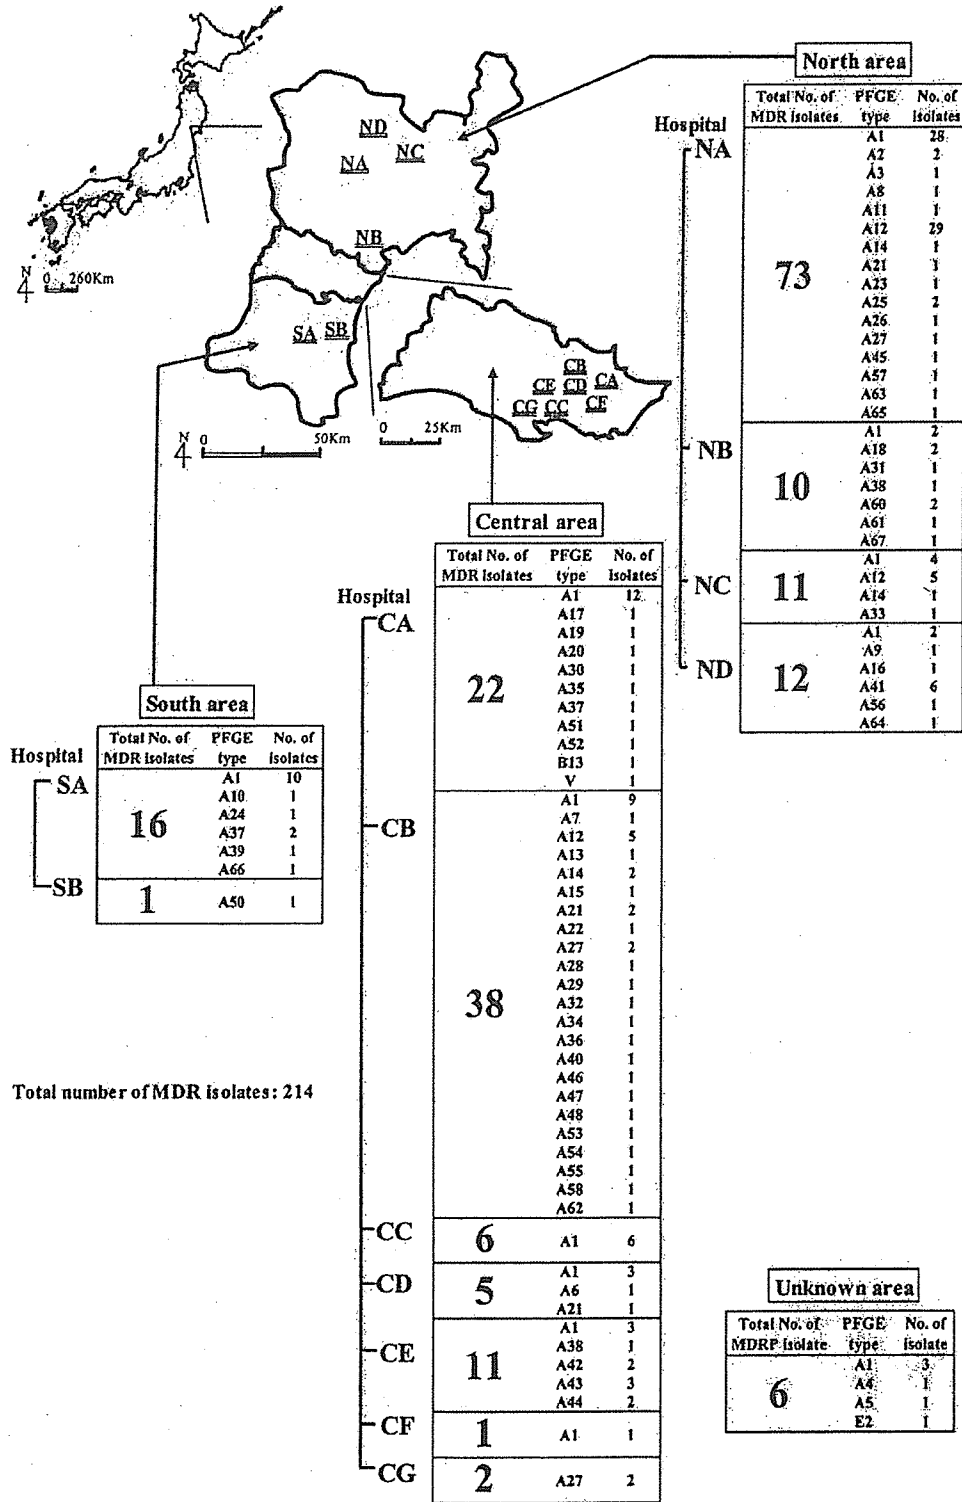 North area
Total No. of PFGE No. of
MDR isolates type isolates
Hospital
NA
73
A1 28
A2 2
A3 1
A8 1
A11 1
A12 29
A14 1
A21 1
A23 1
A25 2
A26 1
A27 1
A45 1
A57 1
A63 1
A65 1
NB
10
A1 2
A18 2
A31 1
A38 1
A60 2
A61 1
A67 1
NC
11
A1 4
A12 5
A14 1
A33 1
ND
12
A1 2
A9 1
A16 1
A41 6
A56 1
A64 1
ND
NC
NA
NB
SA SB
CB
CE CD CA
CG CC CF
N
0 260Km
N
0 50Km
0 25Km
Central area
Total No. of PFGE No. of
MDR isolates type isolates
Hospital
CA
22
A1 12
A17 1
A19 1
A20 1
A30 1
A35 1
A37 1
A51 1
A52 1
B13 1
V 1
CB
38
A1 9
A7 1
A12 5
A13 1
A14 2
A15 1
A21 2
A22 1
A27 2
A28 1
A29 1
A32 1
A34 1
A36 1
A40 1
A46 1
A47 1
A48 1
A53 1
A54 1
A55 1
A58 1
A62 1
CC
6
A1 6
CD
5
A1 3
A6 1
A21 1
CE
11
A1 3
A38 1
A42 2
A43 3
A44 2
CF
1
A1 1
CG
2
A27 2
South area
Total No. of PFGE No. of
MDR isolates type isolates
Hospital
SA
16
A1 10
A10 1
A24 1
A37 2
A39 1
A66 1
SB
1
A50 1
Total number of MDR isolates: 214
Unknown area
Total No. of PFGE No. of
MDRP isolate type isolate
6
A1 3
A4 1
A5 1
E2 1